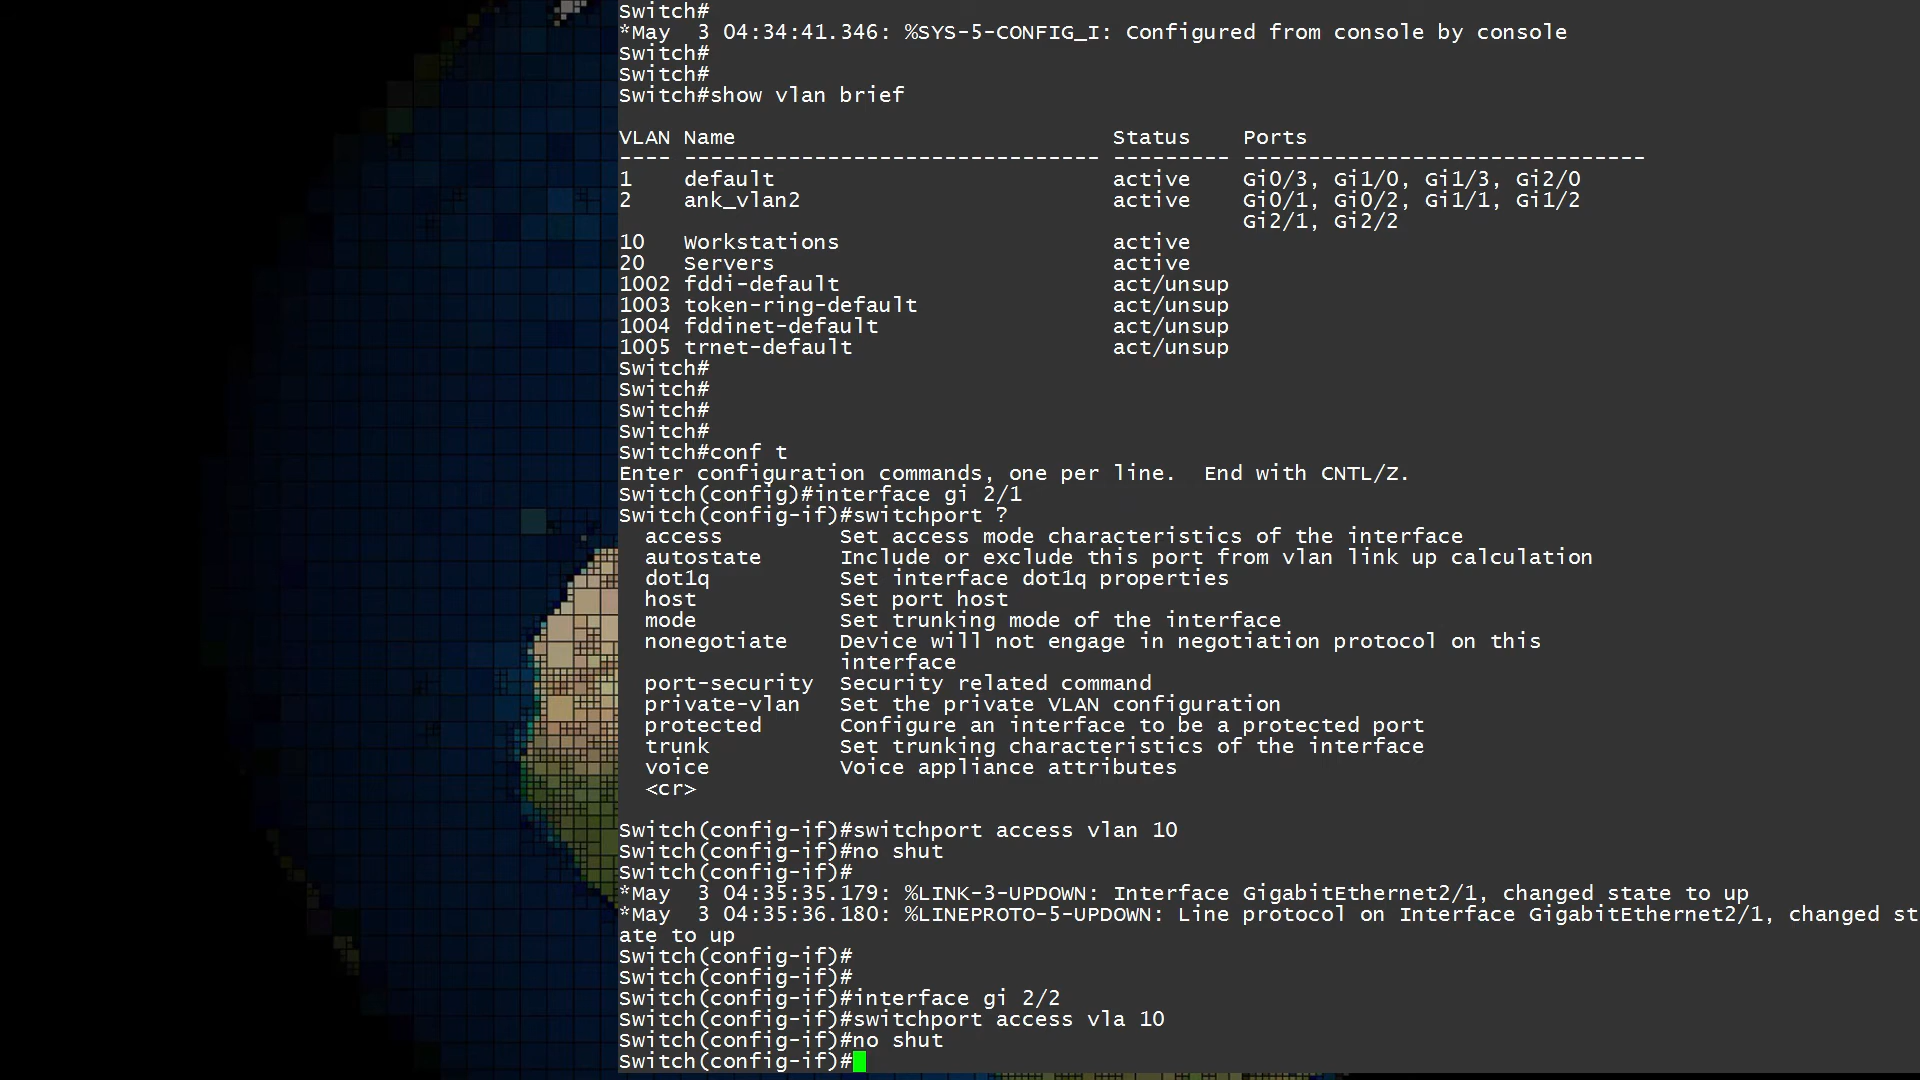 Switch#
*May  3 04:34:41.346: %SYS-5-CONFIG_I: Configured from console by console
Switch#
Switch#
Switch#show vlan brief
VLAN Name                             Status    Ports
---- -------------------------------- --------- -------------------------------
1    default                          active    Gi0/3, Gi1/0, Gi1/3, Gi2/0
2    ank_vlan2                        active    Gi0/1, Gi0/2, Gi1/1, Gi1/2
                                                Gi2/1, Gi2/2
10   Workstations                     active
20   Servers                          active
1002 fddi-default                     act/unsup
1003 token-ring-default               act/unsup
1004 fddinet-default                  act/unsup
1005 trnet-default                    act/unsup
Switch#
Switch#
Switch#
Switch#
Switch#conf t
Enter configuration commands, one per line.  End with CNTL/Z.
Switch(config)#interface gi 2/1
Switch(config-if)#switchport ?
  access         Set access mode characteristics of the interface
  autostate      Include or exclude this port from vlan link up calculation
  dot1q          Set interface dot1q properties
  host           Set port host
  mode           Set trunking mode of the interface
  nonegotiate    Device will not engage in negotiation protocol on this
                 interface
  port-security  Security related command
  private-vlan   Set the private VLAN configuration
  protected      Configure an interface to be a protected port
  trunk          Set trunking characteristics of the interface
  voice          Voice appliance attributes
  <cr>
Switch(config-if)#switchport access vlan 10
Switch(config-if)#no shut
Switch(config-if)#
*May  3 04:35:35.179: %LINK-3-UPDOWN: Interface GigabitEthernet2/1, changed state to up
*May  3 04:35:36.180: %LINEPROTO-5-UPDOWN: Line protocol on Interface GigabitEthernet2/1, changed st
ate to up
Switch(config-if)#
Switch(config-if)#
Switch(config-if)#interface gi 2/2
Switch(config-if)#switchport access vla 10
Switch(config-if)#no shut
Switch(config-if)#